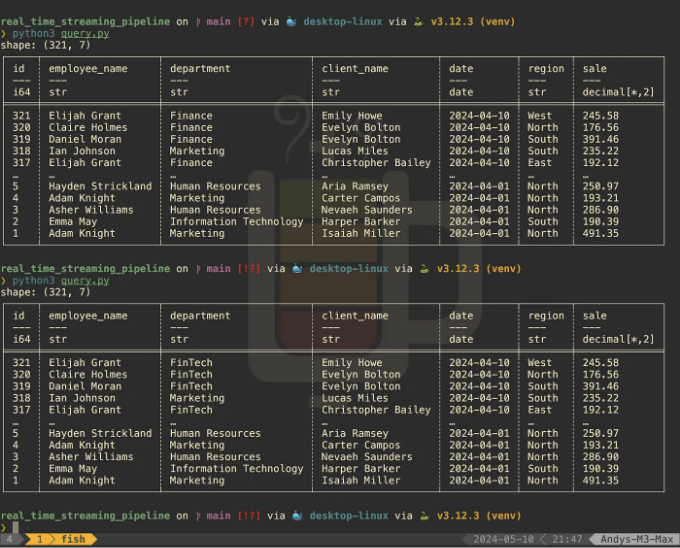 real_time_streaming_pipeline on main [?] via desktop-linux via v3.12.3 (venv)
❯ python3 query.py
shape: (321, 7)
id employee_name department client_name date region sale
--- --- --- --- --- --- ---
i64 str str str date str decimal[*,2]
321 Elijah Grant Finance Emily Howe 2024-04-10 West 245.58
320 Claire Holmes Finance Evelyn Bolton 2024-04-10 North 176.56
319 Daniel Moran Finance Evelyn Bolton 2024-04-10 South 391.46
318 Ian Johnson Marketing Lucas Miles 2024-04-10 South 235.22
317 Elijah Grant Finance Christopher Bailey 2024-04-10 East 192.12
… … … … … … …
5 Hayden Strickland Human Resources Aria Ramsey 2024-04-01 North 250.97
4 Adam Knight Marketing Carter Campos 2024-04-01 North 193.21
3 Asher Williams Human Resources Nevaeh Saunders 2024-04-01 North 286.90
2 Emma May Information Technology Harper Barker 2024-04-01 South 190.39
1 Adam Knight Marketing Isaiah Miller 2024-04-01 North 491.35
real_time_streaming_pipeline on main [!?] via desktop-linux via v3.12.3 (venv)
❯ python3 query.py
shape: (321, 7)
id employee_name department client_name date region sale
--- --- --- --- --- --- ---
i64 str str str date str decimal[*,2]
321 Elijah Grant FinTech Emily Howe 2024-04-10 West 245.58
320 Claire Holmes FinTech Evelyn Bolton 2024-04-10 North 176.56
319 Daniel Moran FinTech Evelyn Bolton 2024-04-10 South 391.46
318 Ian Johnson Marketing Lucas Miles 2024-04-10 South 235.22
317 Elijah Grant FinTech Christopher Bailey 2024-04-10 East 192.12
… … … … … … …
5 Hayden Strickland Human Resources Aria Ramsey 2024-04-01 North 250.97
4 Adam Knight Marketing Carter Campos 2024-04-01 North 193.21
3 Asher Williams Human Resources Nevaeh Saunders 2024-04-01 North 286.90
2 Emma May Information Technology Harper Barker 2024-04-01 South 190.39
1 Adam Knight Marketing Isaiah Miller 2024-04-01 North 491.35
real_time_streaming_pipeline on main [!?] via desktop-linux via v3.12.3 (venv)
❯
4 1 fish 2024-05-10 21:47 Andys-M3-Max